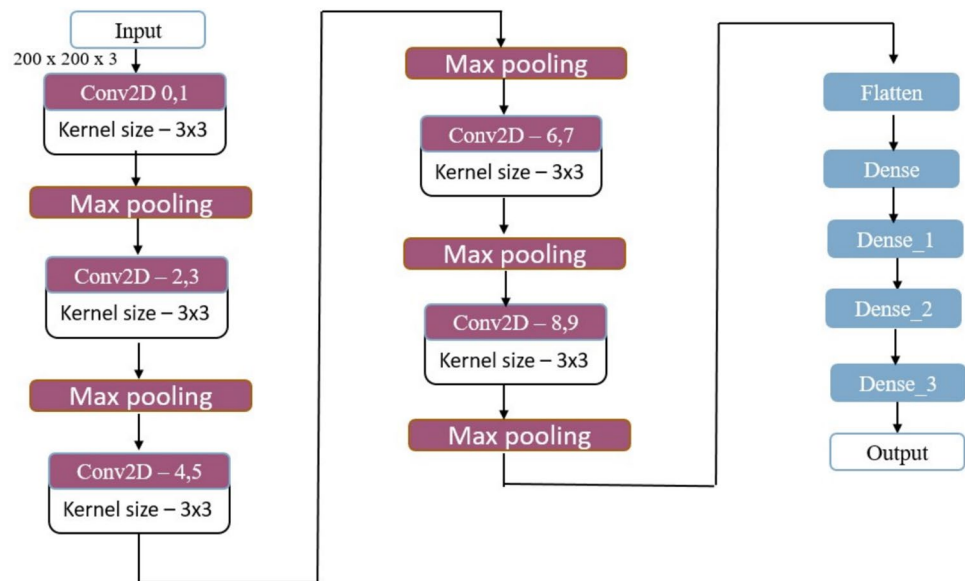 Input
200 x 200 x 3
Conv2D 0,1
Kernel size – 3x3
Max pooling
Conv2D – 2,3
Kernel size – 3x3
Max pooling
Conv2D – 4,5
Kernel size – 3x3
Max pooling
Conv2D – 6,7
Kernel size – 3x3
Max pooling
Conv2D – 8,9
Kernel size – 3x3
Max pooling
Flatten
Dense
Dense_1
Dense_2
Dense_3
Output